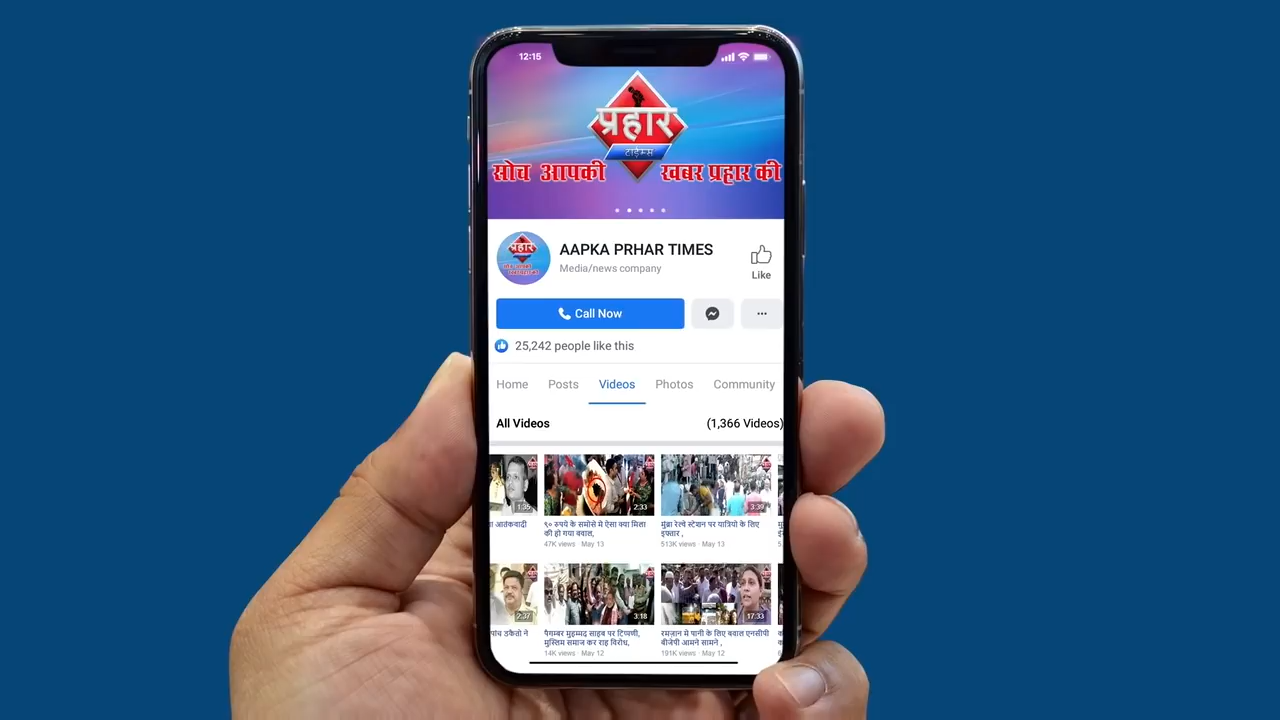 12:15
प्रहार
टाईम्स
सोच आपकी
खबर प्रहार की
प्रहार
AAPKA PRHAR TIMES
Media/news company
Like
Call Now
25,242 people like this
Home Posts Videos Photos Community
All Videos
(1,366 Videos)
1:35
2:33
3:39
आतंकवादी
९० रुपये के समोसे मे ऐसा क्या मिला
की हो गया बवाल,
47K views · May 13
मुंब्रा रेल्वे स्टेशन पर यात्रियो के लिए
इफ्तार ,
513K views · May 13
2:37
3:18
17:33
पांच डकैतो ने
पैगम्बर मुहम्मद साहब पर टिप्पणी,
मुस्लिम समाज कर राह विरोध,
14K views · May 12
रमज़ान मे पानी के लिए बवाल एनसीपी
बीजेपी आमने सामने ,
191K views · May 12